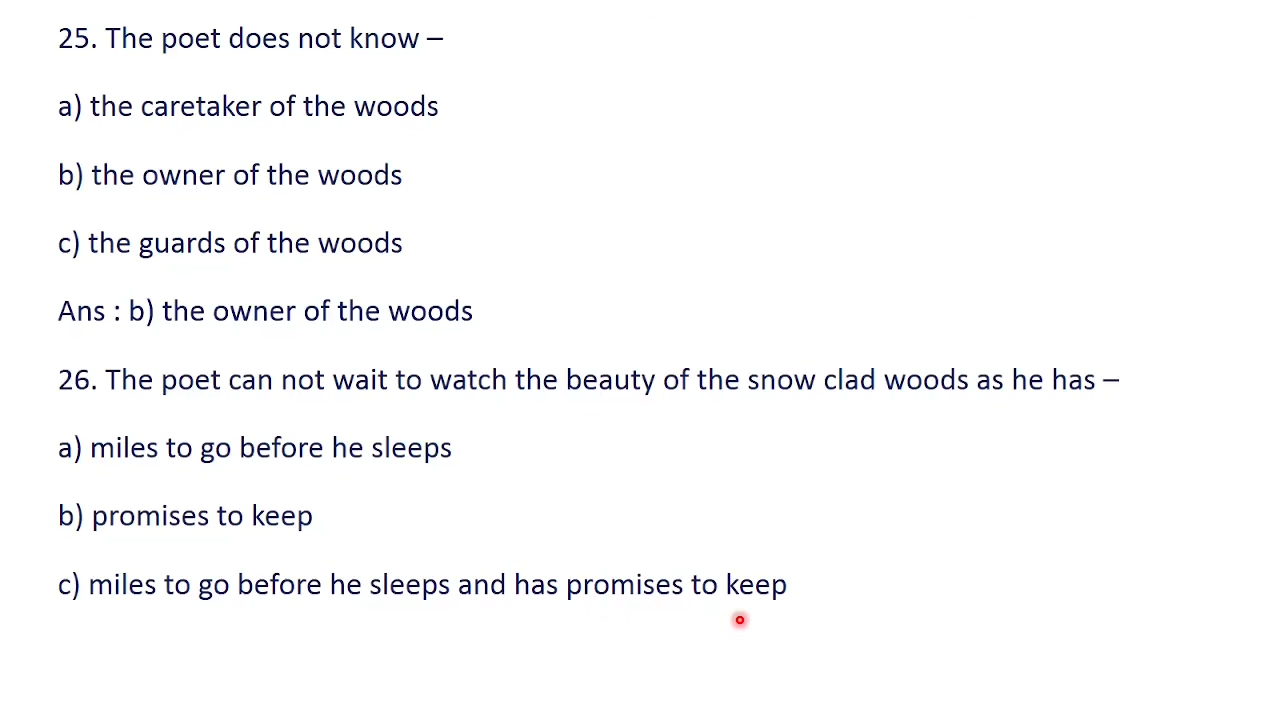 25. The poet does not know –
a) the caretaker of the woods
b) the owner of the woods
c) the guards of the woods
Ans : b) the owner of the woods
26. The poet can not wait to watch the beauty of the snow clad woods as he has –
a) miles to go before he sleeps
b) promises to keep
c) miles to go before he sleeps and has promises to keep